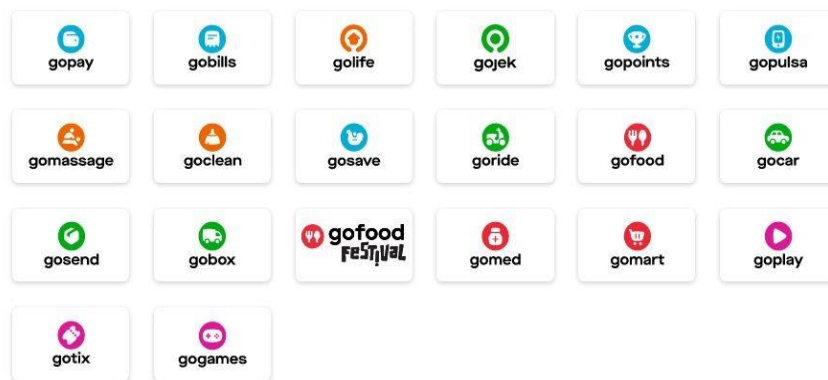 gopay
gobills
golife
gojek
gopoints
gopulsa
gomassage
goclean
gosave
goride
gofood
gocar
gosend
gobox
gofood
FESTIVAL
gomed
gomart
goplay
gotix
gogames